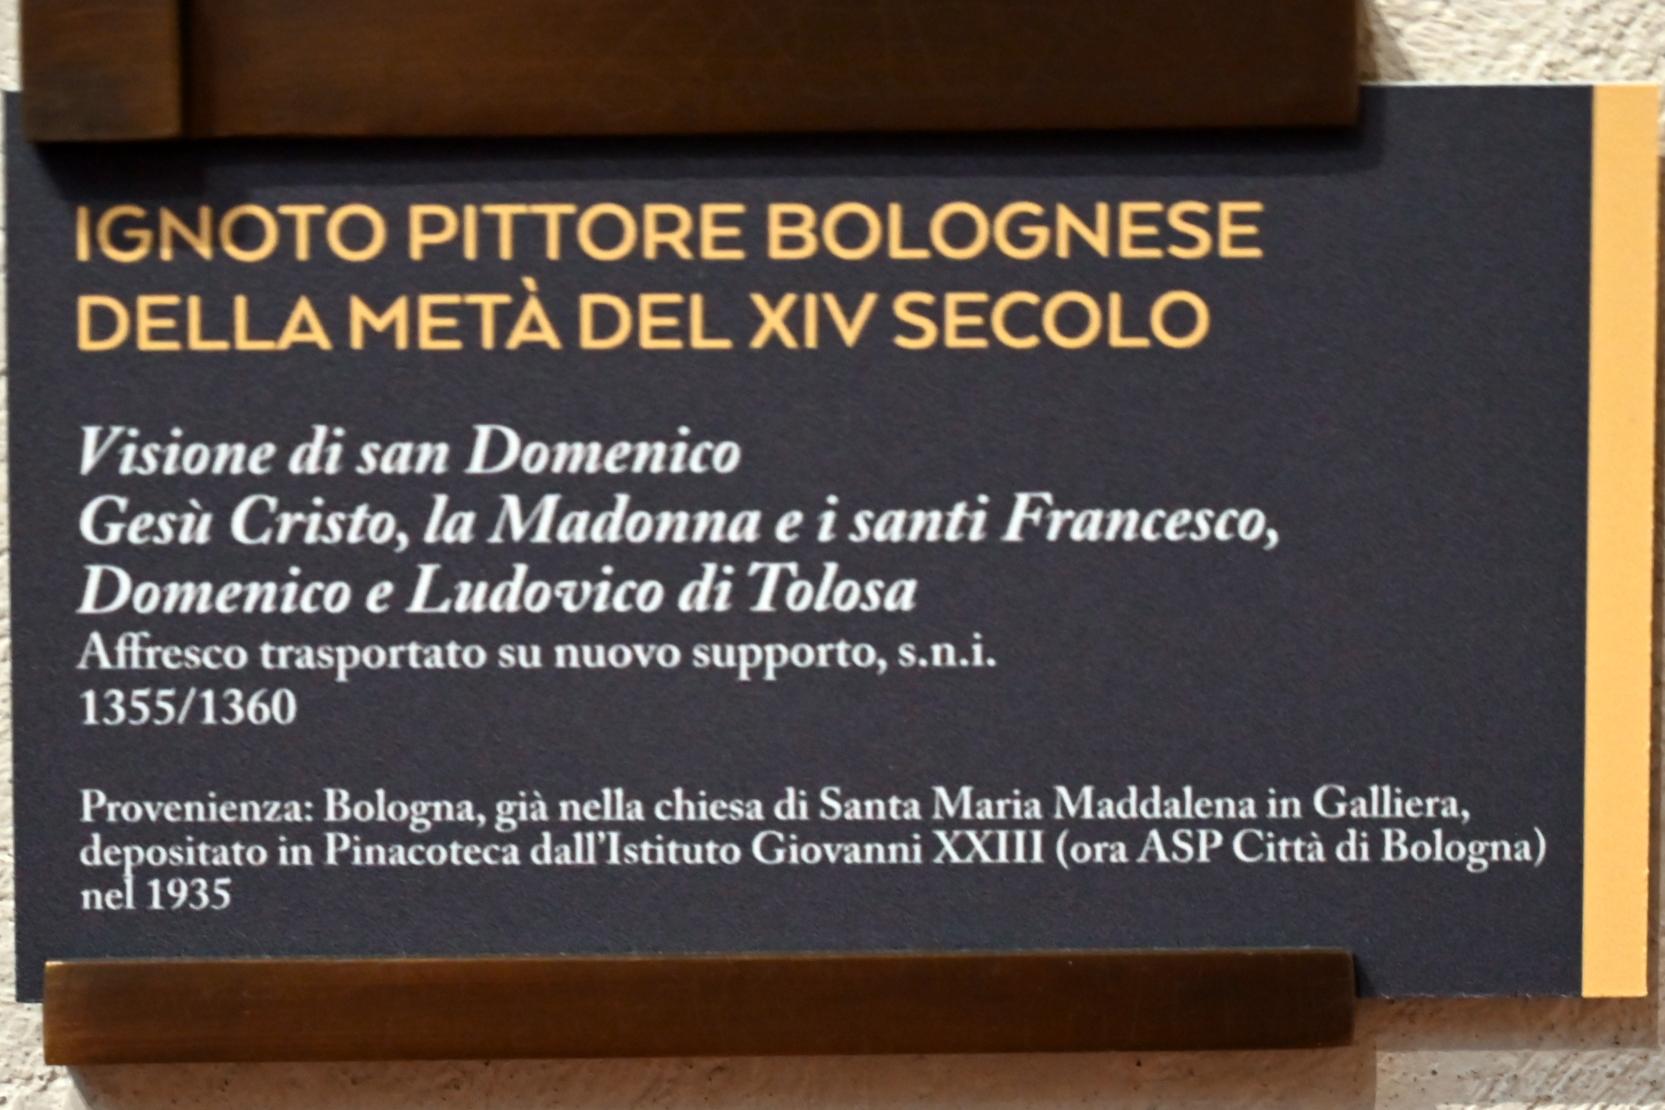 IGNOTO PITTORE BOLOGNESE
DELLA METÀ DEL XIV SECOLO
Visione di san Domenico
Gesù Cristo, la Madonna e i santi Francesco,
Domenico e Ludovico di Tolosa
Affresco trasportato su nuovo supporto, s.n.i.
1355/1360
Provenienza: Bologna, già nella chiesa di Santa Maria Maddalena in Galliera,
depositato in Pinacoteca dall'Istituto Giovanni XXIII (ora ASP Città di Bologna)
nel 1935